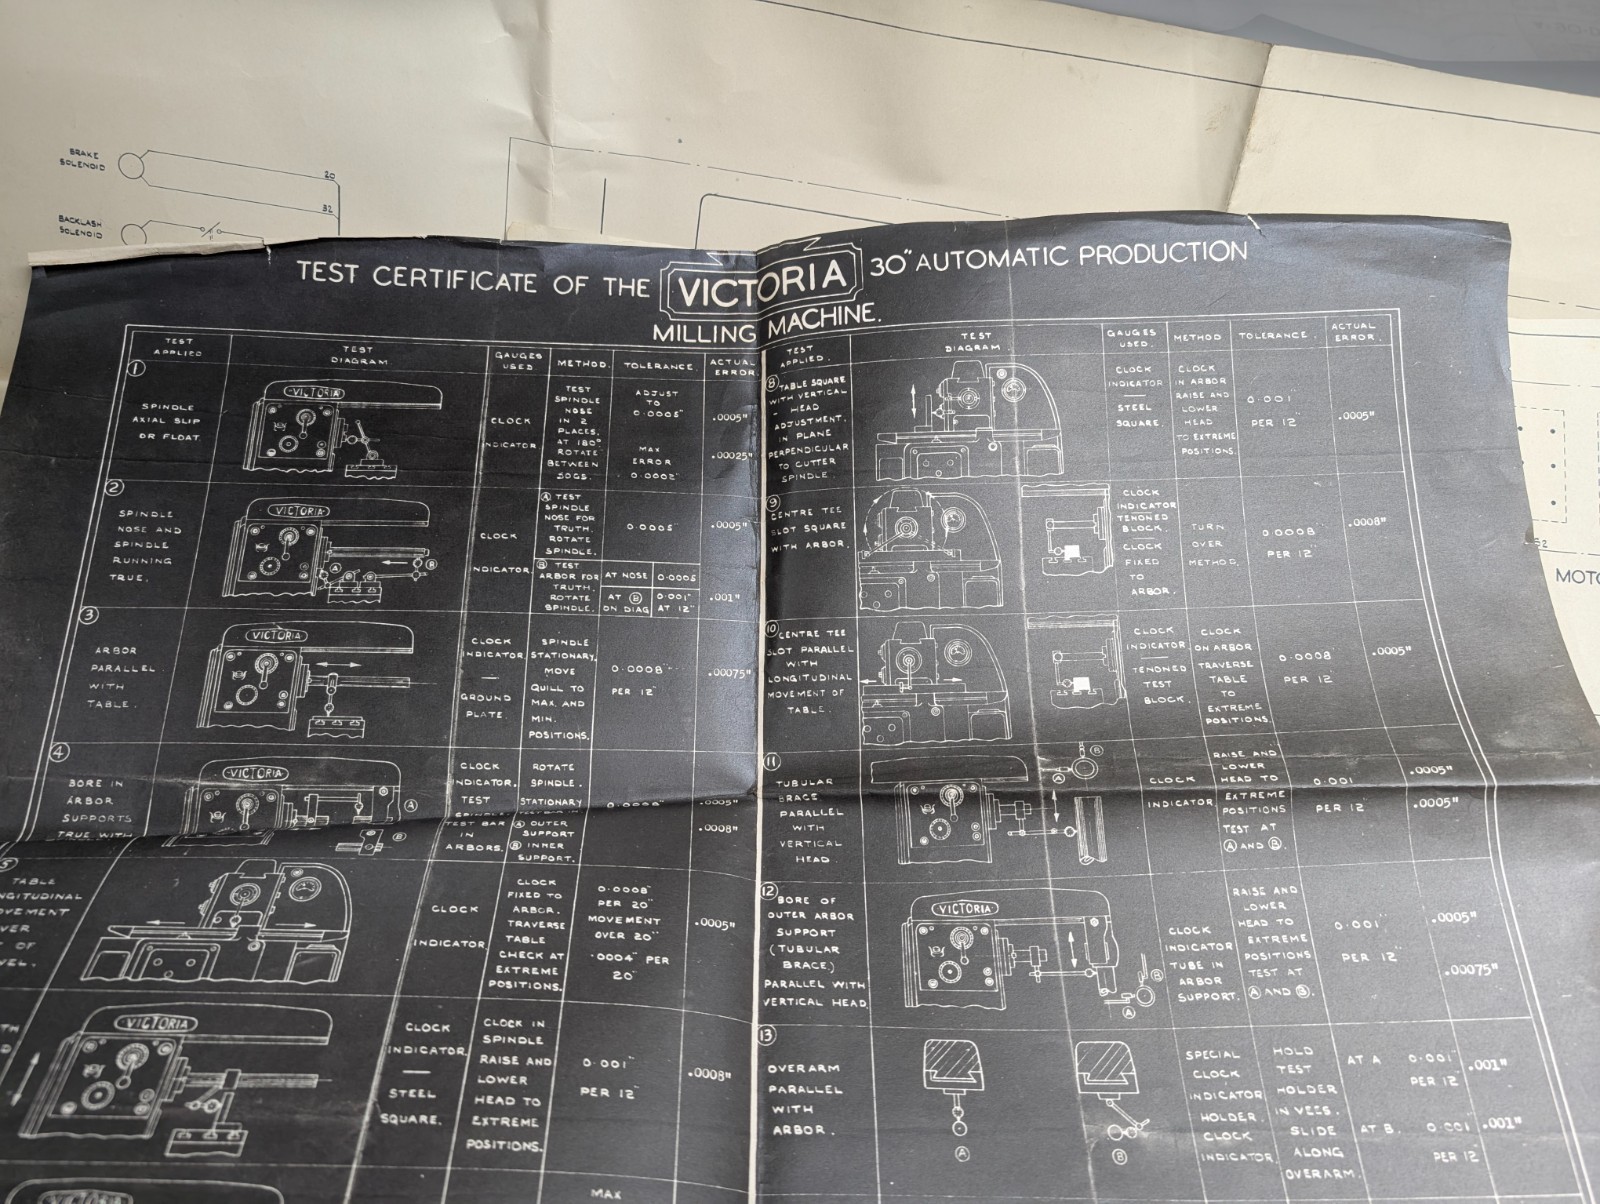 BRAKE
SOLENOID
20
32
BACKLASH
SOLENOID
TEST CERTIFICATE OF THE VICTORIA 30" AUTOMATIC PRODUCTION
MILLING MACHINE.
TEST
APPLIED
TEST
DIAGRAM.
GAUGES
USED
METHOD.
TOLERANCE.
ACTUAL
ERROR
1
SPINDLE
AXIAL SLIP
OR FLOAT.
VICTORIA
CLOCK
INDICATOR
TEST
SPINDLE
NOSE
IN 2
PLACES.
AT 180°
ROTATE
BETWEEN
ADJUST
TO
0·0005"
MAX
ERROR
0·0002"
.0005"
.00025"
2
SPINDLE
NOSE AND
SPINDLE
RUNNING
TRUE.
VICTORIA
A
B
CLOCK
INDICATOR
A TEST
SPINDLE
NOSE FOR
TRUTH.
ROTATE
SPINDLE.
B TEST
ARBOR FOR
TRUTH.
ROTATE
SPINDLE.
0·0005"
AT NOSE 0·0005
AT B 0·001"
ON DIAG AT 12"
.0005"
.001"
3
ARBOR
PARALLEL
WITH
TABLE.
VICTORIA
CLOCK
INDICATOR
GROUND
PLATE.
SPINDLE
STATIONARY.
MOVE
QUILL TO
MAX. AND
MIN.
POSITIONS.
0·0008"
PER 12"
.00075"
4
BORE IN
ARBOR
SUPPORTS
TRUE WITH
VICTORIA
A
B
CLOCK
INDICATOR.
TEST
TEST BAR
IN
ARBORS.
ROTATE
SPINDLE.
STATIONARY
A OUTER
SUPPORT
B INNER
SUPPORT.
.0005"
.0008"
5
TABLE
CLOCK
INDICATOR
CLOCK
FIXED TO
ARBOR.
TRAVERSE
TABLE
CHECK AT
EXTREME
POSITIONS.
0·0008"
PER 20"
MOVEMENT
OVER 20"
·0004" PER
20"
.0005"
VICTORIA
CLOCK
INDICATOR
STEEL
SQUARE.
CLOCK IN
SPINDLE
RAISE AND
LOWER
HEAD TO
EXTREME
POSITIONS.
0·001"
PER 12"
.0008"
MAX
TEST
APPLIED.
TEST
DIAGRAM
GAUGES
USED.
METHOD
TOLERANCE.
ACTUAL
ERROR.
8
TABLE SQUARE
WITH VERTICAL
HEAD
ADJUSTMENT.
IN PLANE
PERPENDICULAR
TO CUTTER
SPINDLE
CLOCK
INDICATOR
STEEL
SQUARE.
CLOCK
IN ARBOR
RAISE AND
LOWER
HEAD
TO EXTREME
POSITIONS.
0·001
PER 12"
.0005"
9
CENTRE TEE
SLOT SQUARE
WITH ARBOR.
CLOCK
INDICATOR
TENONED
BLOCK.
CLOCK
FIXED
TO
ARBOR.
TURN
OVER
METHOD.
0·0008
PER 12"
.0008"
10
CENTRE TEE
SLOT PARALLEL
WITH
LONGITUDINAL
MOVEMENT OF
TABLE.
CLOCK
INDICATOR
TENONED
TEST
BLOCK.
CLOCK
ON ARBOR
TRAVERSE
TABLE
TO
EXTREME
POSITIONS.
0·0008
PER 12"
.0005"
11
TUBULAR
BRACE
PARALLEL
WITH
VERTICAL
HEAD
A
B
CLOCK
INDICATOR
RAISE AND
LOWER
HEAD TO
EXTREME
POSITIONS
TEST AT
A AND B.
0·001
PER 12"
.0005"
.0005"
12
BORE OF
OUTER ARBOR
SUPPORT
(TUBULAR
BRACE.)
PARALLEL WITH
VERTICAL HEAD.
VICTORIA
A
B
CLOCK
INDICATOR
TUBE IN
ARBOR
SUPPORT.
RAISE AND
LOWER
HEAD TO
EXTREME
POSITIONS
TEST AT
A AND B.
0·001"
PER 12"
.0005"
.00075"
13
OVERARM
PARALLEL
WITH
ARBOR.
A
B
SPECIAL
CLOCK
INDICATOR
HOLDER.
CLOCK
INDICATOR.
HOLD
TEST
HOLDER
IN VEES.
SLIDE
ALONG
OVERARM.
AT A 0·001"
PER 12"
AT B. 0·001
PER 12"
.001"
.001"